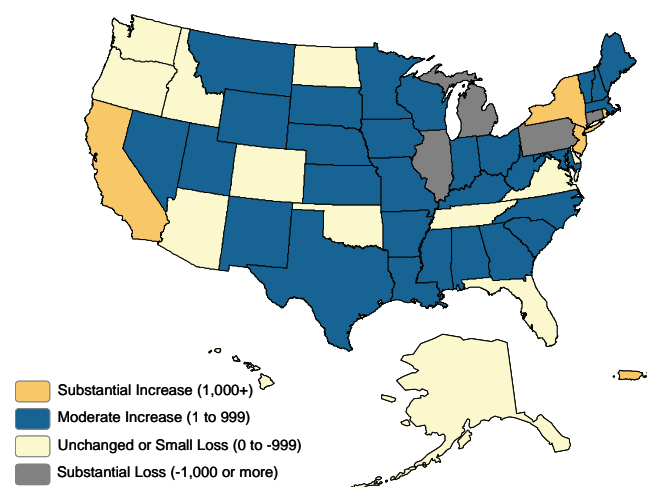 Substantial Increase (1,000+)
Moderate Increase (1 to 999)
Unchanged or Small Loss (0 to -999)
Substantial Loss (-1,000 or more)